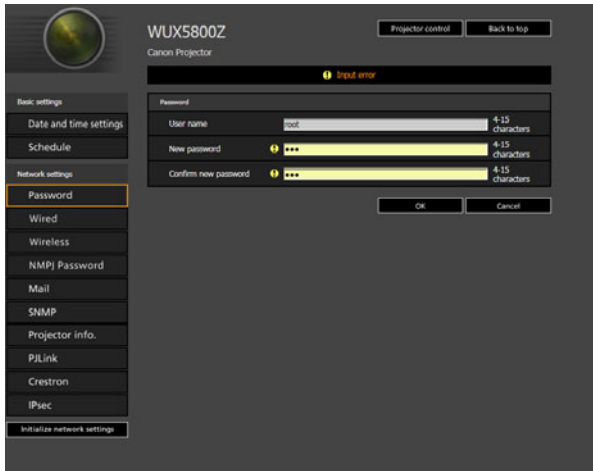 WUX5800Z
Projector control
Back to top
Canon Projector
Input error
Basic settings
Date and time settings
Schedule
Network settings
Password
Wired
Wireless
NMPJ Password
Mail
SNMP
Projector info.
PJLink
Crestron
IPsec
Initialize network settings
Password
User name
root
4-15
characters
New password
•••
4-15
characters
Confirm new password
•••
4-15
characters
OK
Cancel